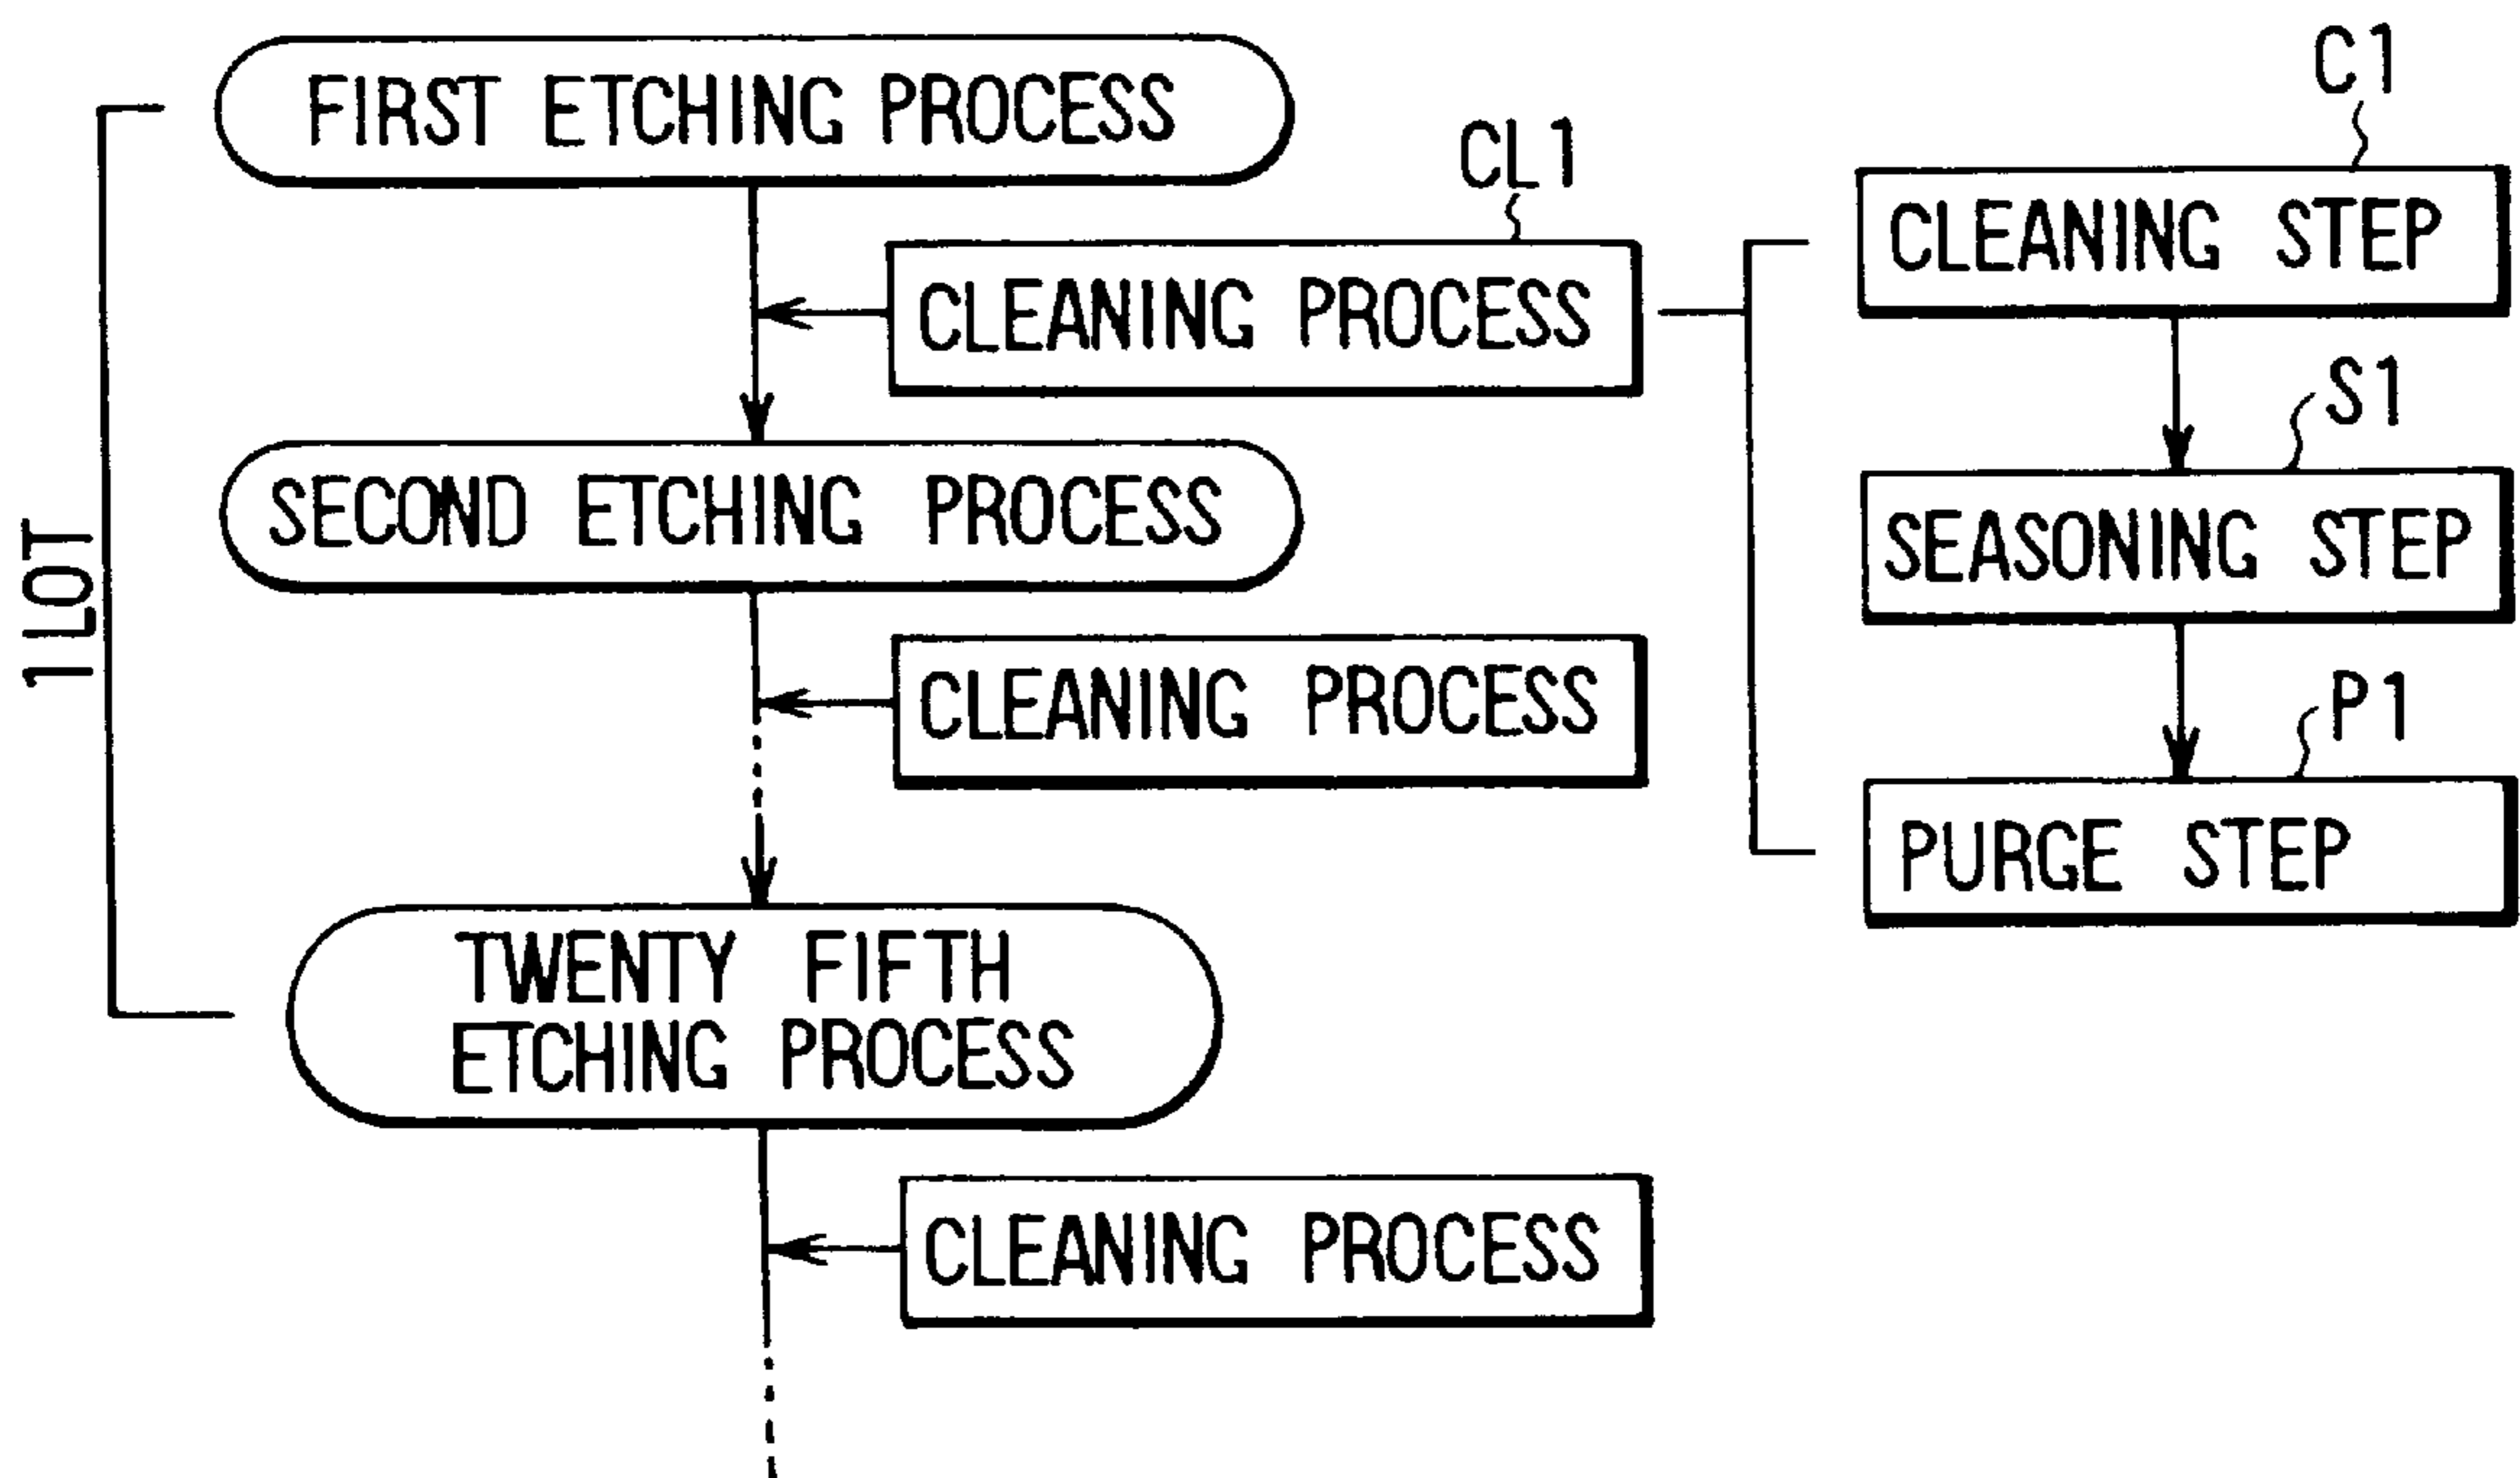 FIRST ETCHING PROCESS
CL1
CLEANING PROCESS
SECOND ETCHING PROCESS
CLEANING PROCESS
TWENTY FIFTH
ETCHING PROCESS
CLEANING PROCESS
1LOT
C1
CLEANING STEP
S1
SEASONING STEP
P1
PURGE STEP